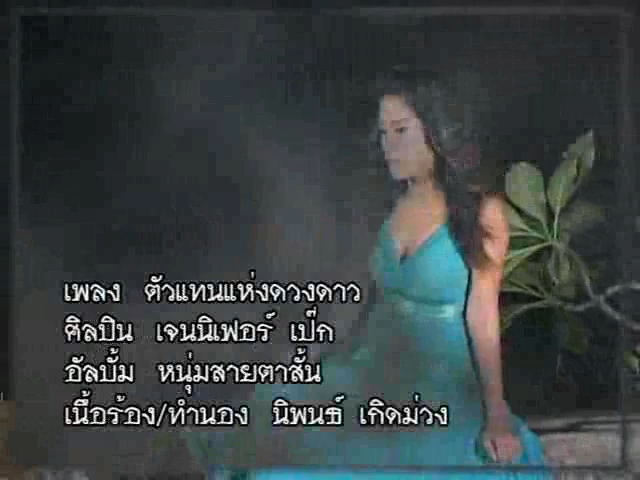 เพลง ตัวแทนแห่งดวงดาว
ศิลปิน เจนนิเฟอร์ เป๊ก
อัลบั้ม หนุ่มสายตาสั้น
เนื้อร้อง/ทำนอง นิพนธ์ เกิดม่วง